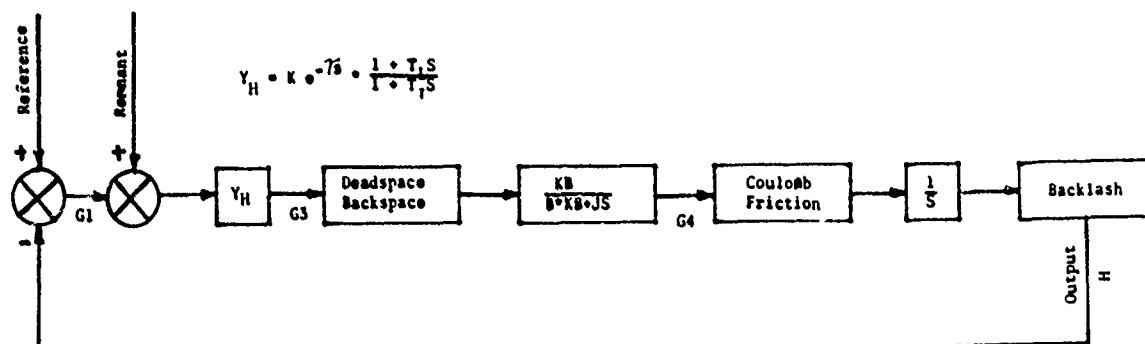 Reference
Remnant
Y_H = K e^-τs • 1 + T_L S
1 + T_I S
+
+
G1
Y_H
G3
Deadspace
Backspace
KB
B*KB+JS
G4
Coulomb
Friction
1
S
Backlash
Output
H